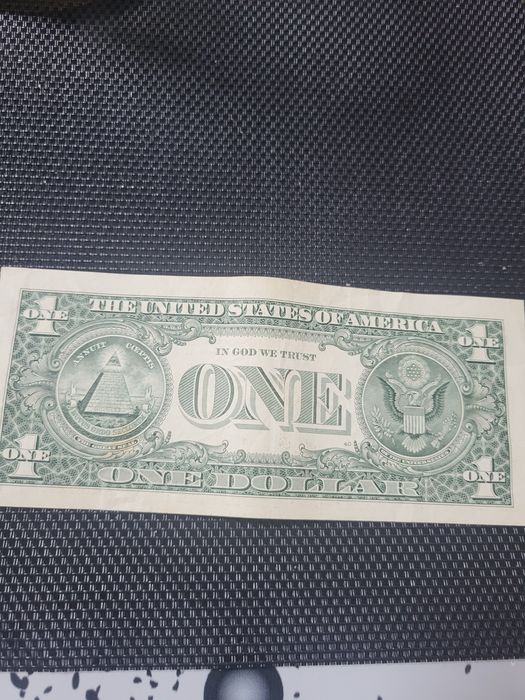 1
ONE
THE UNITED STATES OF AMERICA
1
ONE
ANNUIT COEPTIS
IN GOD WE TRUST
ONE
1
ONE
ONE DOLLAR
1
ONE